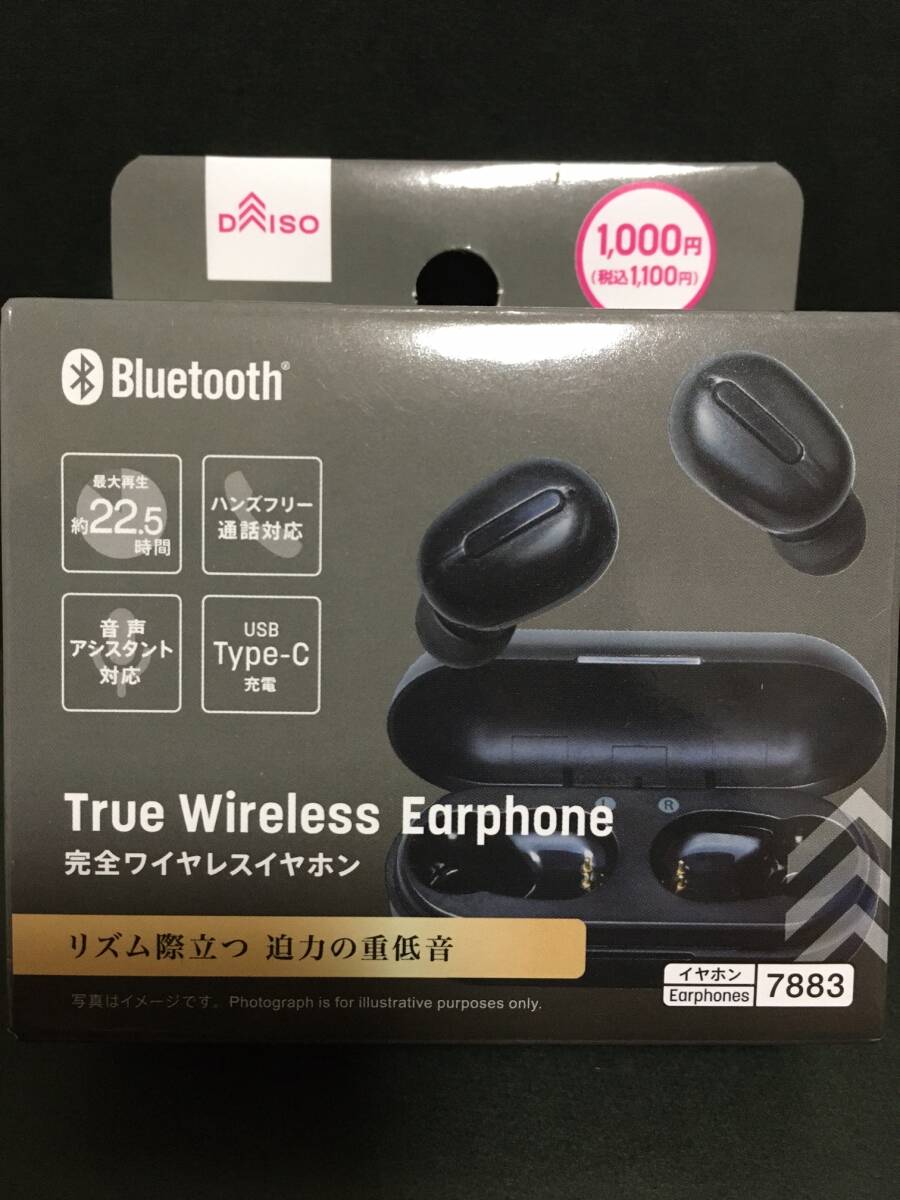 DAISO
1,000円
(税込1,100円)
Bluetooth®
最大再生
約22.5
時間
ハンズフリー
通話対応
音声
アシスタント
対応
USB
Type-C
充電
L
R
True Wireless Earphone
完全ワイヤレスイヤホン
リズム際立つ 迫力の重低音
写真はイメージです。Photograph is for illustrative purposes only.
イヤホン
Earphones
7883